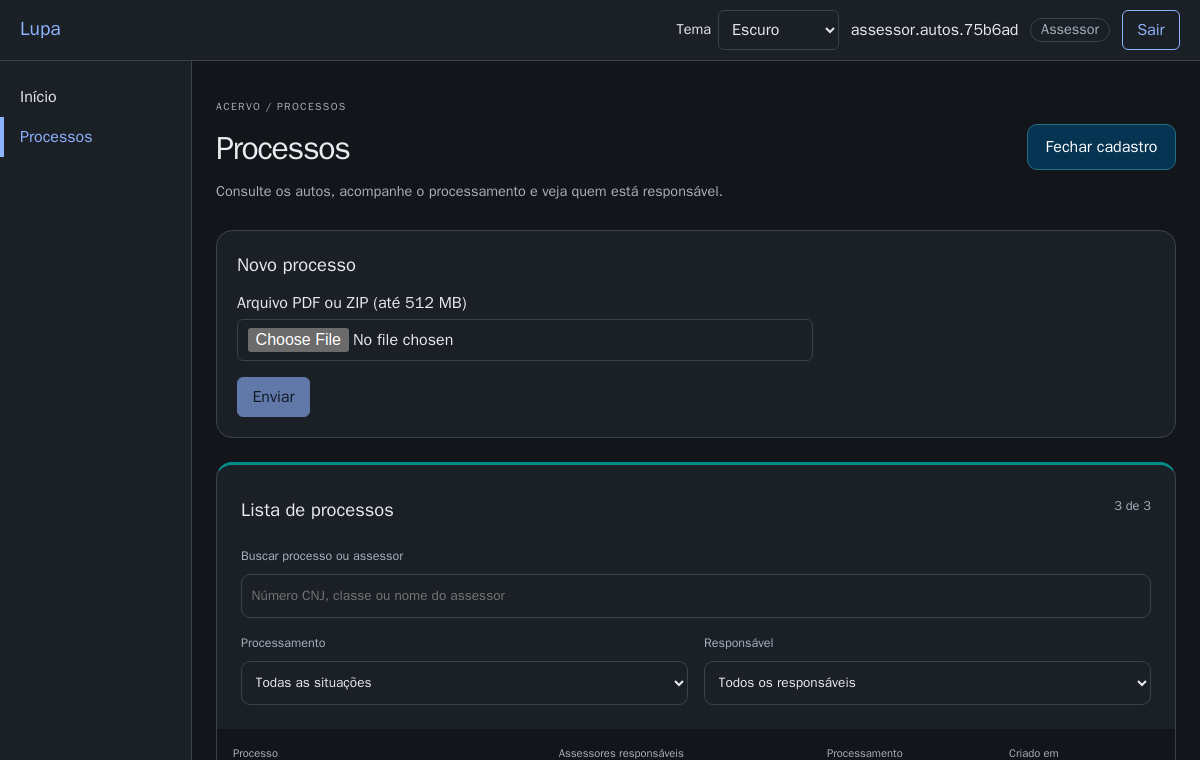 Lupa
Tema
Escuro
assessor.autos.75b6ad
Assessor
Sair
Início
Processos
ACERVO / PROCESSOS
Processos
Fechar cadastro
Consulte os autos, acompanhe o processamento e veja quem está responsável.
Novo processo
Arquivo PDF ou ZIP (até 512 MB)
Choose File No file chosen
Enviar
Lista de processos
3 de 3
Buscar processo ou assessor
Número CNJ, classe ou nome do assessor
Processamento
Responsável
Todas as situações
Todos os responsáveis
Processo
Assessores responsáveis
Processamento
Criado em